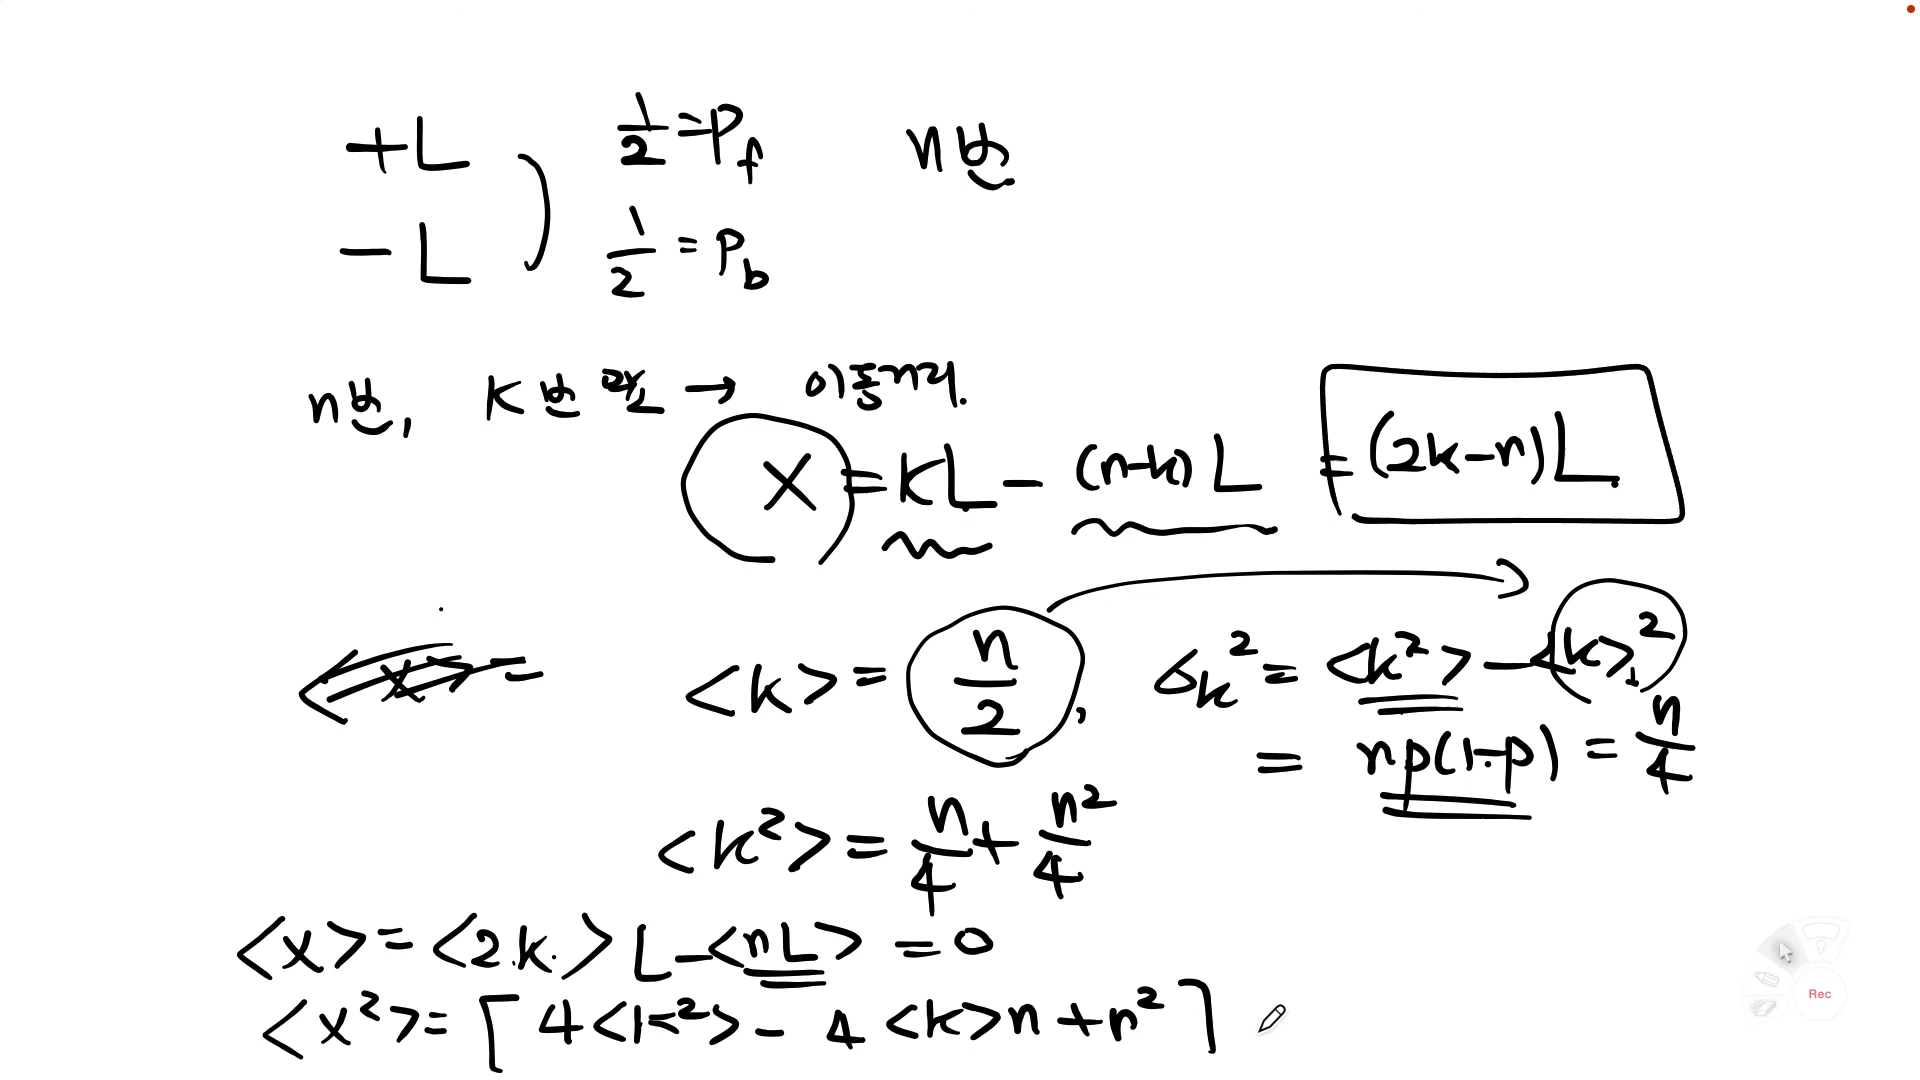 +L ) 1/2 = P_f n번
-L 1/2 = P_b
n번, K번 앞 → 이동거리.
X = KL - (n-k)L = (2k-n)L
<x> =
<k> = n/2, σ_k² = <k²> - <k>²
= np(1-p) = n/4
<k²> = n/4 + n²/4
<x> = <2k> L - <nL> = 0
<x²> = [4<k²> - 4<k>n + n²]
Rec